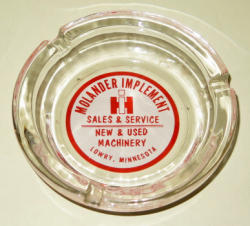 MOLANDER IMPLEMENT
IH
SALES & SERVICE
NEW & USED
MACHINERY
LOWRY, MINNESOTA